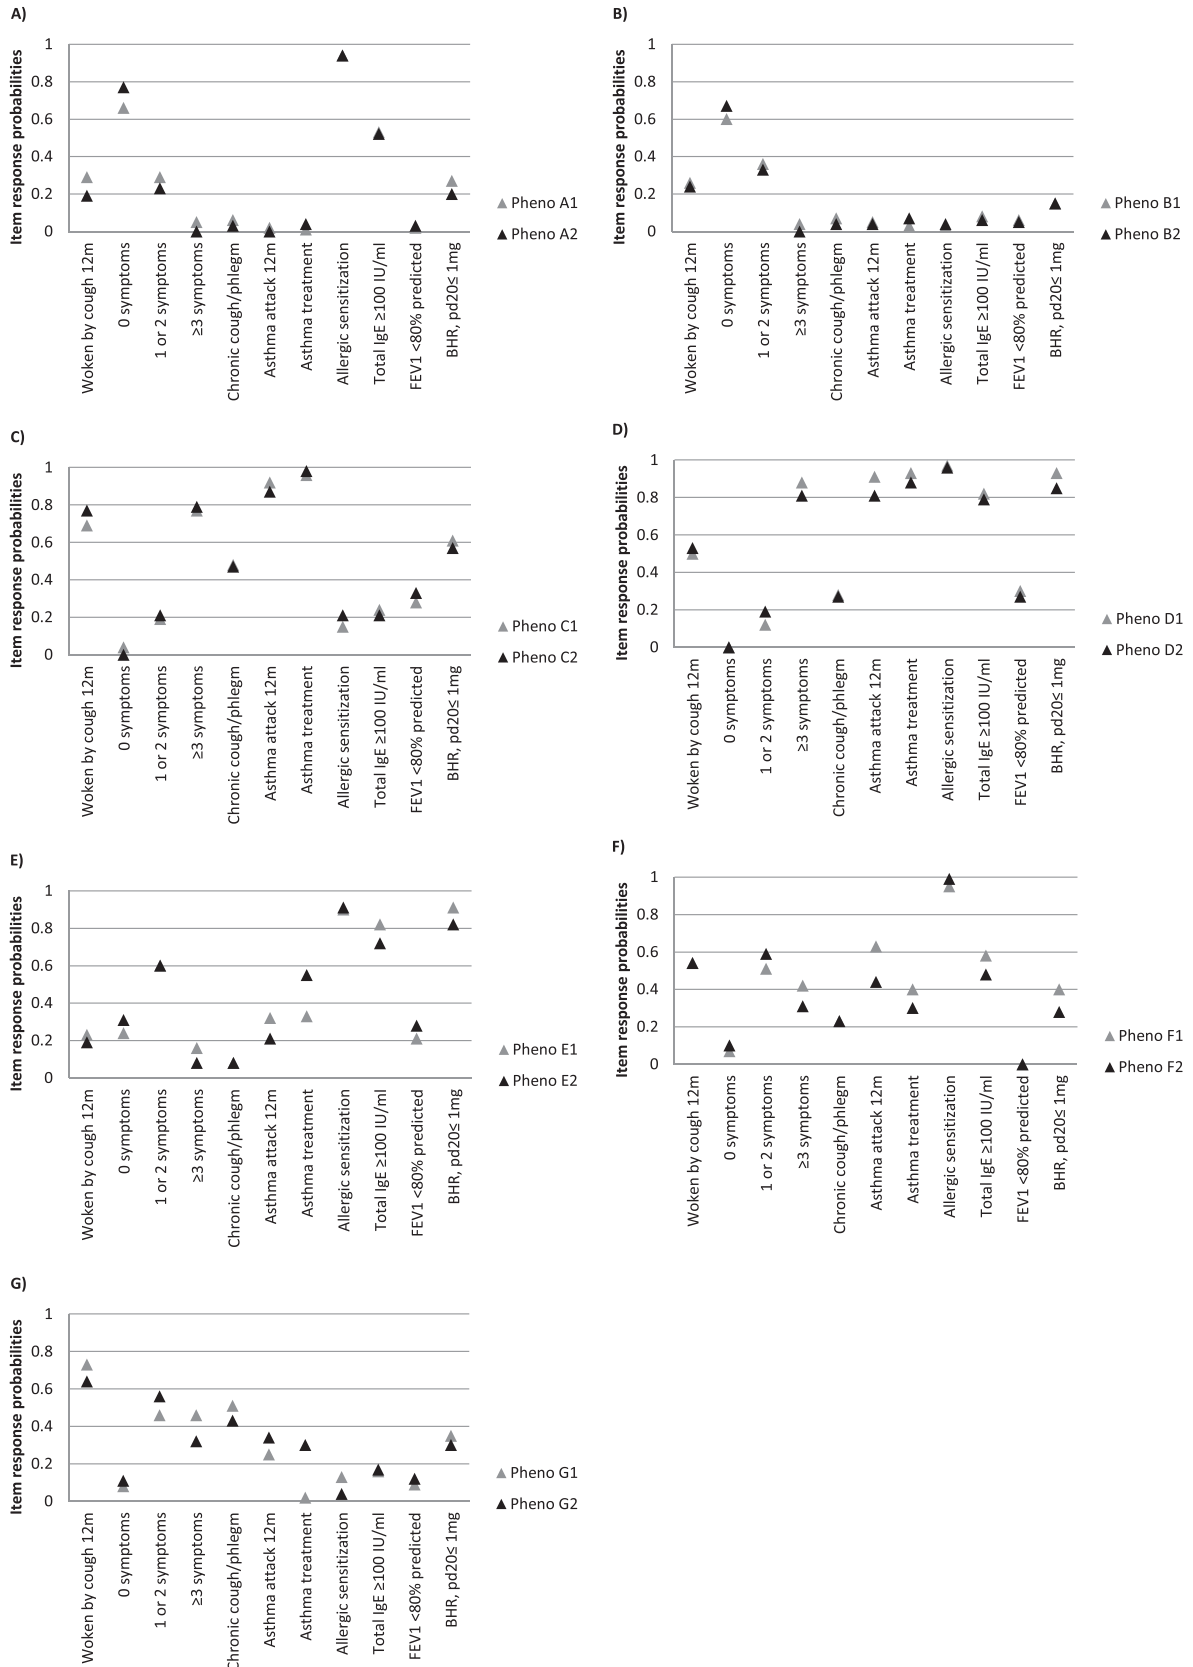 A)
Item response probabilities
1
0.8
0.6
0.4
0.2
0
Woken by cough 12m
0 symptoms
1 or 2 symptoms
≥3 symptoms
Chronic cough/phlegm
Asthma attack 12m
Asthma treatment
Allergic sensitization
Total IgE ≥100 IU/ml
FEV1 <80% predicted
BHR, pd20≤ 1mg
Pheno A1
Pheno A2
B)
Item response probabilities
1
0.8
0.6
0.4
0.2
0
Woken by cough 12m
0 symptoms
1 or 2 symptoms
≥3 symptoms
Chronic cough/phlegm
Asthma attack 12m
Asthma treatment
Allergic sensitization
Total IgE ≥100 IU/ml
FEV1 <80% predicted
BHR, pd20≤ 1mg
Pheno B1
Pheno B2
C)
Item response probabilities
1
0.8
0.6
0.4
0.2
0
Woken by cough 12m
0 symptoms
1 or 2 symptoms
≥3 symptoms
Chronic cough/phlegm
Asthma attack 12m
Asthma treatment
Allergic sensitization
Total IgE ≥100 IU/ml
FEV1 <80% predicted
BHR, pd20≤ 1mg
Pheno C1
Pheno C2
D)
Item response probabilities
1
0.8
0.6
0.4
0.2
0
Woken by cough 12m
0 symptoms
1 or 2 symptoms
≥3 symptoms
Chronic cough/phlegm
Asthma attack 12m
Asthma treatment
Allergic sensitization
Total IgE ≥100 IU/ml
FEV1 <80% predicted
BHR, pd20≤ 1mg
Pheno D1
Pheno D2
E)
Item response probabilities
1
0.8
0.6
0.4
0.2
0
Woken by cough 12m
0 symptoms
1 or 2 symptoms
≥3 symptoms
Chronic cough/phlegm
Asthma attack 12m
Asthma treatment
Allergic sensitization
Total IgE ≥100 IU/ml
FEV1 <80% predicted
BHR, pd20≤ 1mg
Pheno E1
Pheno E2
F)
Item response probabilities
1
0.8
0.6
0.4
0.2
0
Woken by cough 12m
0 symptoms
1 or 2 symptoms
≥3 symptoms
Chronic cough/phlegm
Asthma attack 12m
Asthma treatment
Allergic sensitization
Total IgE ≥100 IU/ml
FEV1 <80% predicted
BHR, pd20≤ 1mg
Pheno F1
Pheno F2
G)
Item response probabilities
1
0.8
0.6
0.4
0.2
0
Woken by cough 12m
0 symptoms
1 or 2 symptoms
≥3 symptoms
Chronic cough/phlegm
Asthma attack 12m
Asthma treatment
Allergic sensitization
Total IgE ≥100 IU/ml
FEV1 <80% predicted
BHR, pd20≤ 1mg
Pheno G1
Pheno G2